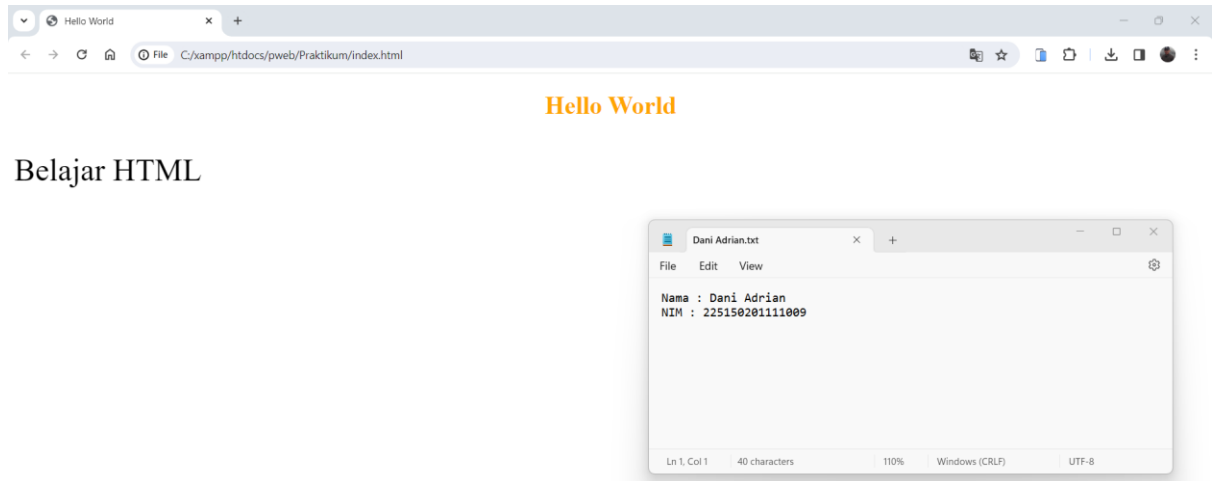 Hello World
File C:/xampp/htdocs/pweb/Praktikum/index.html
Hello World
Belajar HTML
Dani Adrian.txt
File Edit View
Nama : Dani Adrian
NIM : 225150201111009
Ln 1, Col 1 40 characters 110% Windows (CRLF) UTF-8